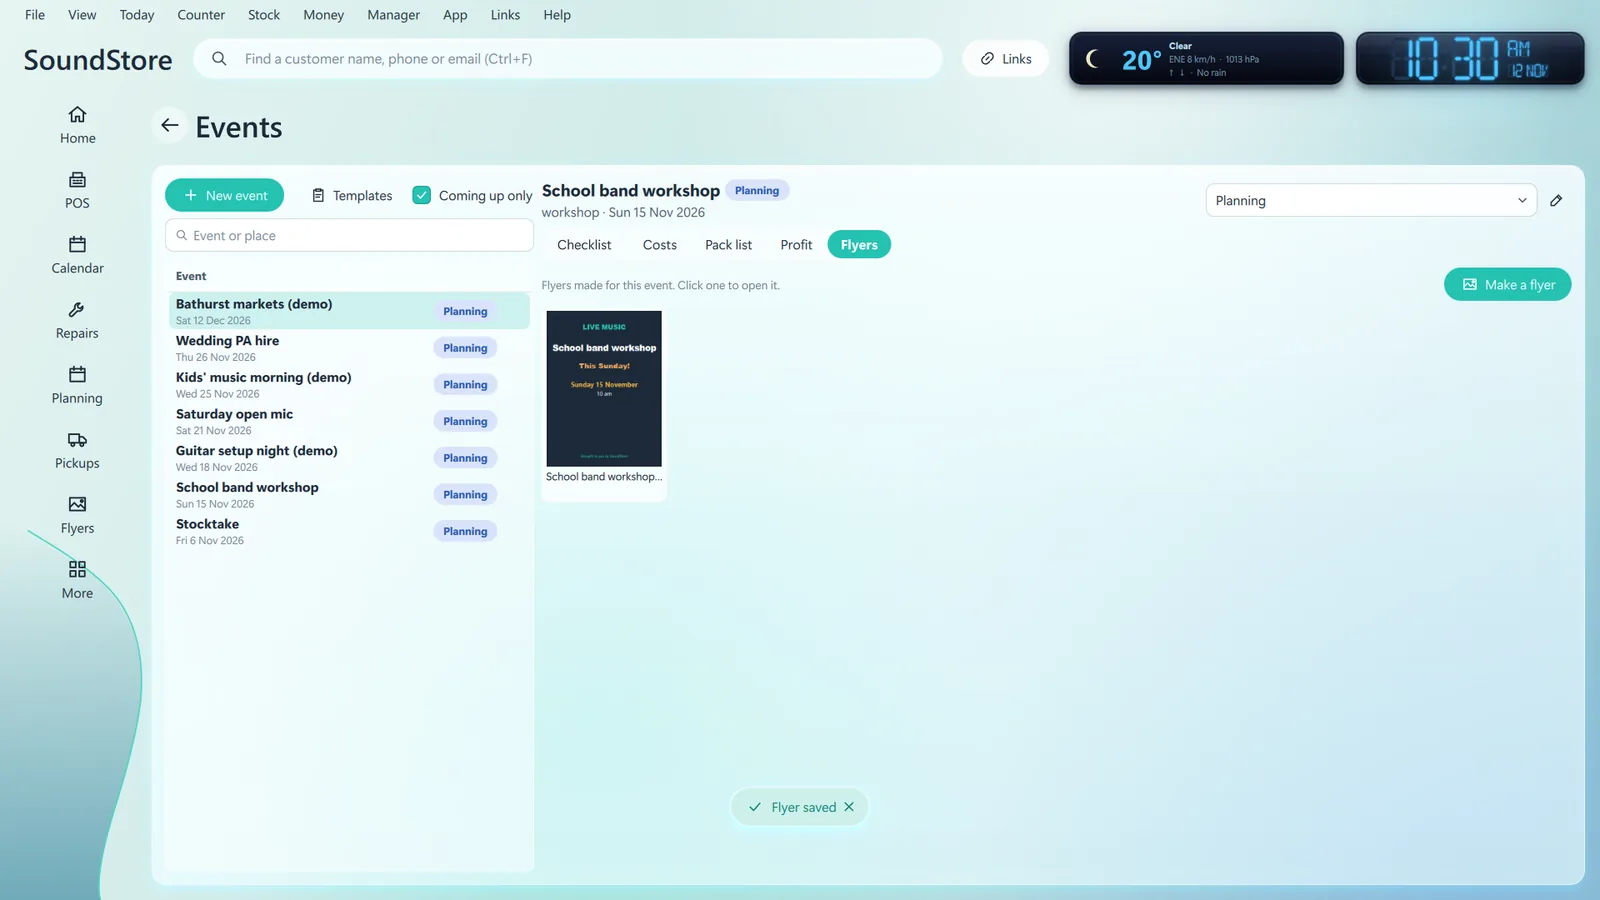 File View Today Counter Stock Money Manager App Links Help
SoundStore
Find a customer name, phone or email (Ctrl+F)
Links
20°
Clear
ENE 8 km/h · 1013 hPa
↑ ↓ · No rain
10:30 AM
12 NOV
Home
POS
Calendar
Repairs
Planning
Pickups
Flyers
More
Events
New event
Templates
Coming up only
Event or place
Event
Bathurst markets (demo)
Sat 12 Dec 2026
Planning
Wedding PA hire
Thu 26 Nov 2026
Planning
Kids' music morning (demo)
Wed 25 Nov 2026
Planning
Saturday open mic
Sat 21 Nov 2026
Planning
Guitar setup night (demo)
Wed 18 Nov 2026
Planning
School band workshop
Sun 15 Nov 2026
Planning
Stocktake
Fri 6 Nov 2026
Planning
School band workshop Planning
workshop · Sun 15 Nov 2026
Planning
Checklist Costs Pack list Profit Flyers
Flyers made for this event. Click one to open it.
Make a flyer
LIVE MUSIC
School band workshop
This Sunday!
Sunday 15 November
10 am
Brought to you by SoundStore
School band workshop...
Flyer saved